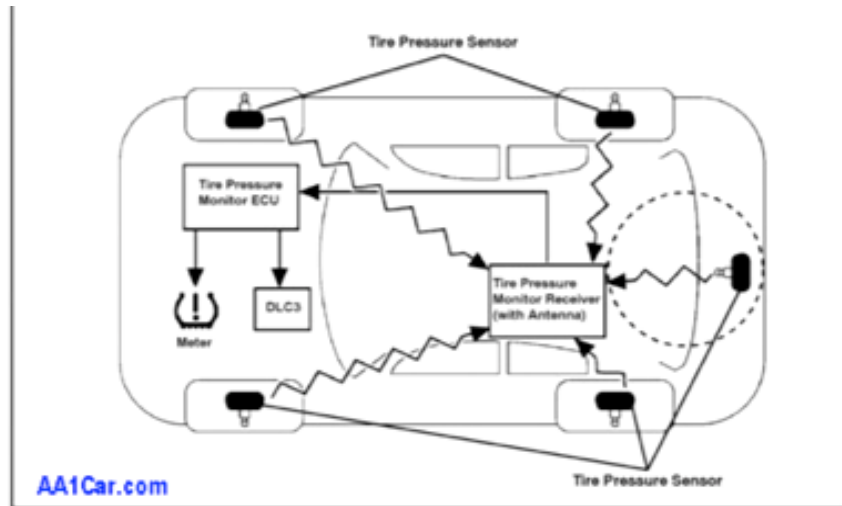 Tire Pressure Sensor
Tire Pressure
Monitor ECU
Tire Pressure
Monitor Receiver
(with Antenna)
DLC3
Meter
Tire Pressure Sensor
AA1Car.com